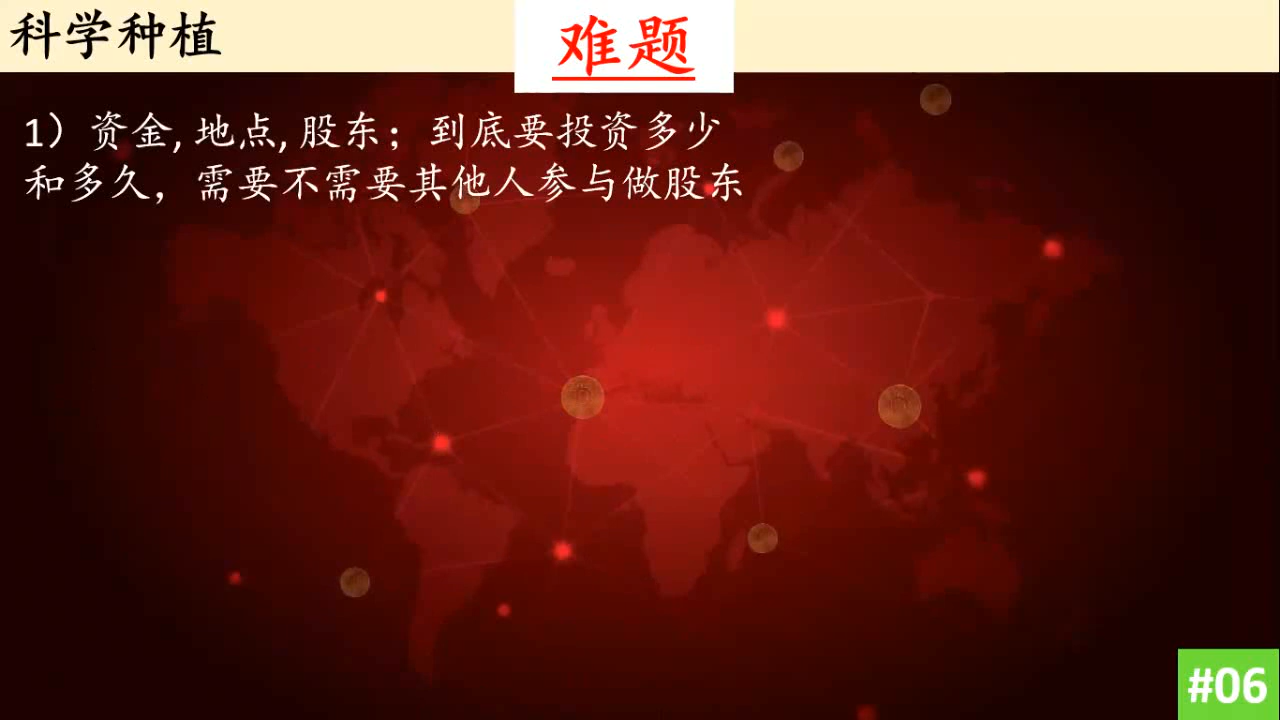 科学种植
难题
1）资金, 地点, 股东；到底要投资多少
和多久，需要不需要其他人参与做股东
#06